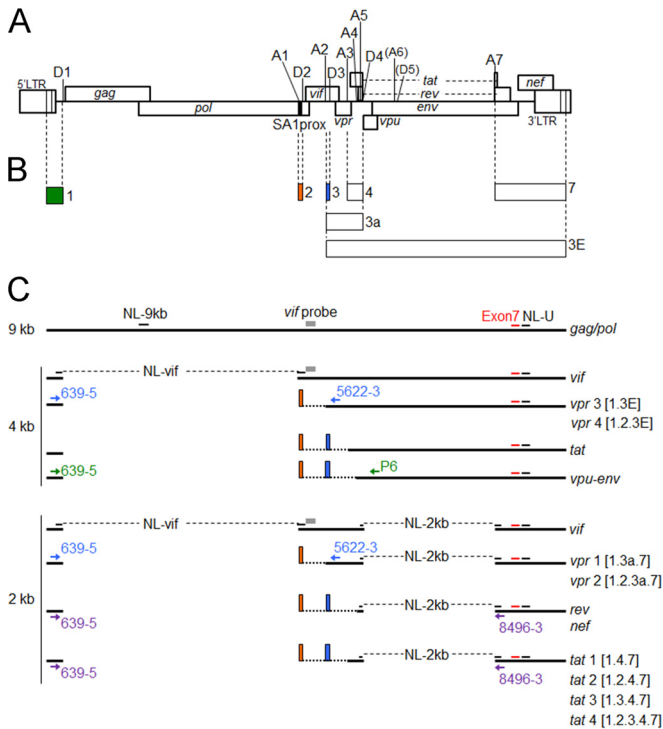 A
A5
A4
A1 A2 A3 D4 (A6) A7
D1 D2 D3 (D5)
5'LTR gag vif tat nef
rev
pol env
SA1prox vpr vpu 3'LTR
B
1 2 3 4 7
3a
3E
C
NL-9kb vif probe Exon7 NL-U
9 kb gag/pol
NL-vif vif
639-5 5622-3 vpr 3 [1.3E]
4 kb vpr 4 [1.2.3E]
tat
639-5 P6 vpu-env
NL-vif NL-2kb vif
639-5 5622-3 NL-2kb vpr 1 [1.3a.7]
vpr 2 [1.2.3a.7]
2 kb NL-2kb rev
639-5 8496-3 nef
NL-2kb tat 1 [1.4.7]
639-5 8496-3 tat 2 [1.2.4.7]
tat 3 [1.3.4.7]
tat 4 [1.2.3.4.7]